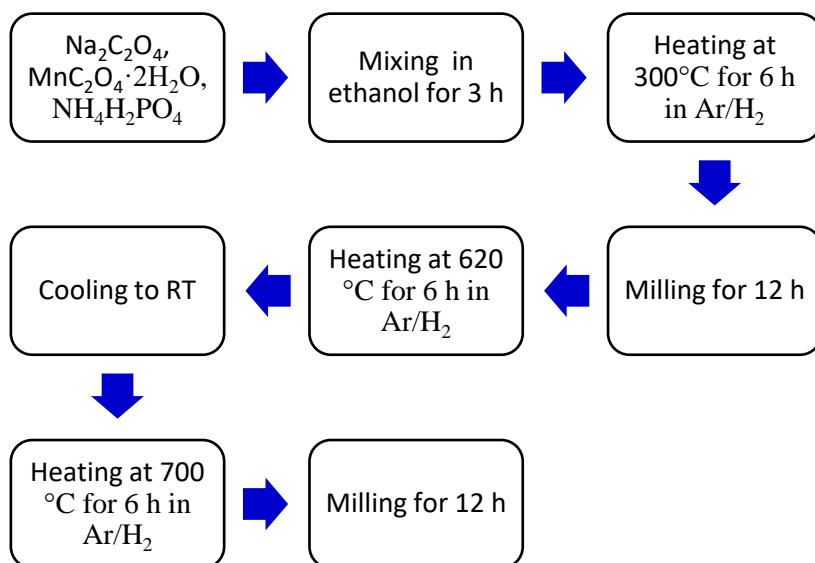 Na₂C₂O₄,
MnC₂O₄·2H₂O,
NH₄H₂PO₄
Mixing in
ethanol for 3 h
Heating at
300°C for 6 h
in Ar/H₂
Milling for 12 h
Heating at 620
°C for 6 h in
Ar/H₂
Cooling to RT
Heating at 700
°C for 6 h in
Ar/H₂
Milling for 12 h